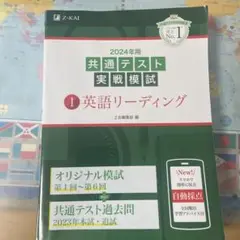 Z-KAI
2024年用
共通テスト
実戦模試
No.1
1 英語リーディング
Z会編集部 編
オリジナル模試
第1回~第6回
+
共通テスト過去問
2023年本試・追試
New!
自動採点